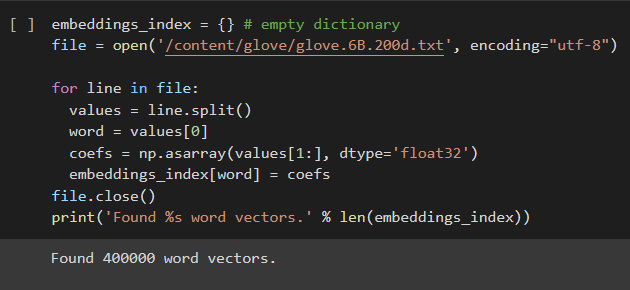 [ ] embeddings_index = {} # empty dictionary
file = open('/content/glove/glove.6B.200d.txt', encoding="utf-8")
for line in file:
values = line.split()
word = values[0]
coefs = np.asarray(values[1:], dtype='float32')
embeddings_index[word] = coefs
file.close()
print('Found %s word vectors.' % len(embeddings_index))
Found 400000 word vectors.